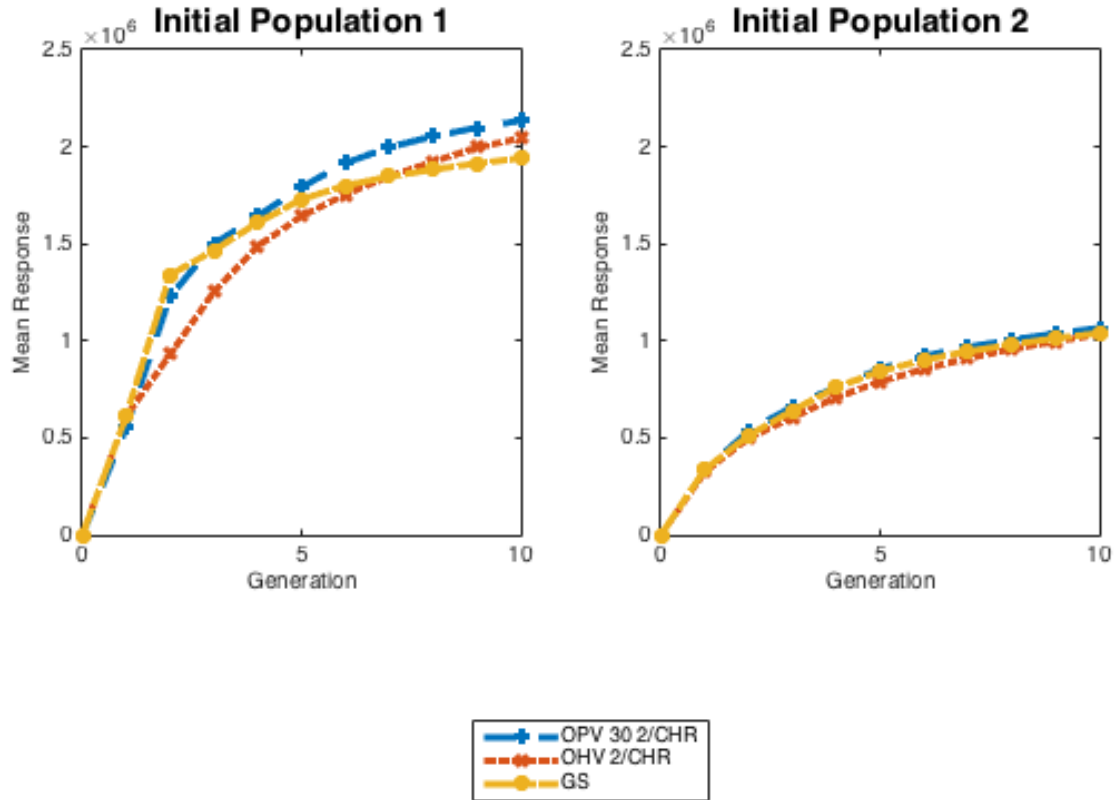 Initial Population 1
×10⁶
2.5
2
1.5
1
0.5
0
Mean Response
0
5
10
Generation
Initial Population 2
×10⁶
2.5
2
1.5
1
0.5
0
Mean Response
0
5
10
Generation
OPV 30 2/CHR
OHV 2/CHR
GS